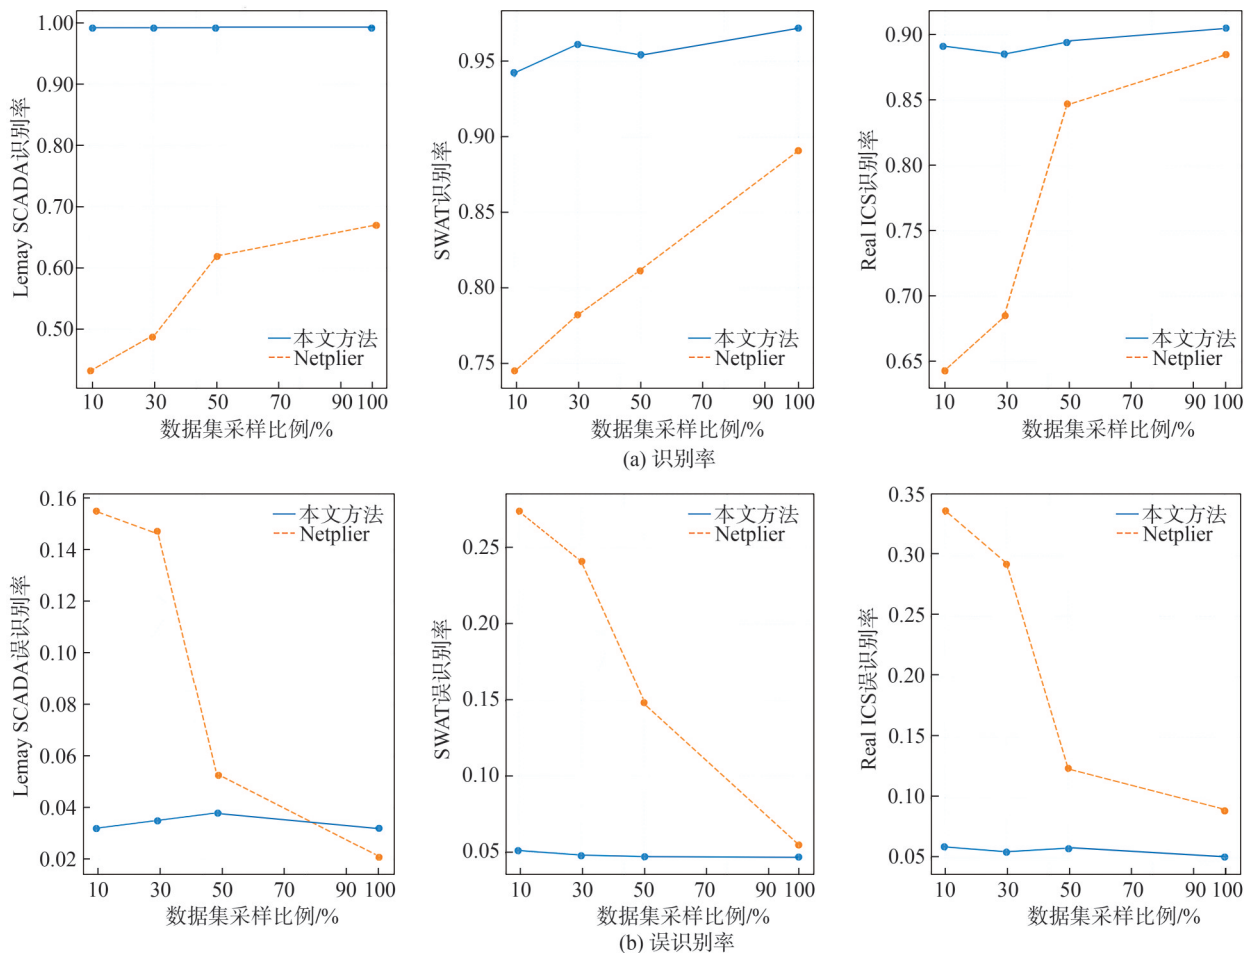 Lemay SCADA识别率
1.00
0.90
0.80
0.70
0.60
0.50
本文方法
Netplier
10 30 50 70 90 100
数据集采样比例/%
SWAT识别率
0.95
0.90
0.85
0.80
0.75
本文方法
Netplier
10 30 50 70 90 100
数据集采样比例/%
Real ICS识别率
0.90
0.85
0.80
0.75
0.70
0.65
本文方法
Netplier
10 30 50 70 90 100
数据集采样比例/%
(a) 识别率
Lemay SCADA误识别率
0.16
0.14
0.12
0.10
0.08
0.06
0.04
0.02
本文方法
Netplier
10 30 50 70 90 100
数据集采样比例/%
SWAT误识别率
0.25
0.20
0.15
0.10
0.05
本文方法
Netplier
10 30 50 70 90 100
数据集采样比例/%
Real ICS误识别率
0.35
0.30
0.25
0.20
0.15
0.10
0.05
本文方法
Netplier
10 30 50 70 90 100
数据集采样比例/%
(b) 误识别率